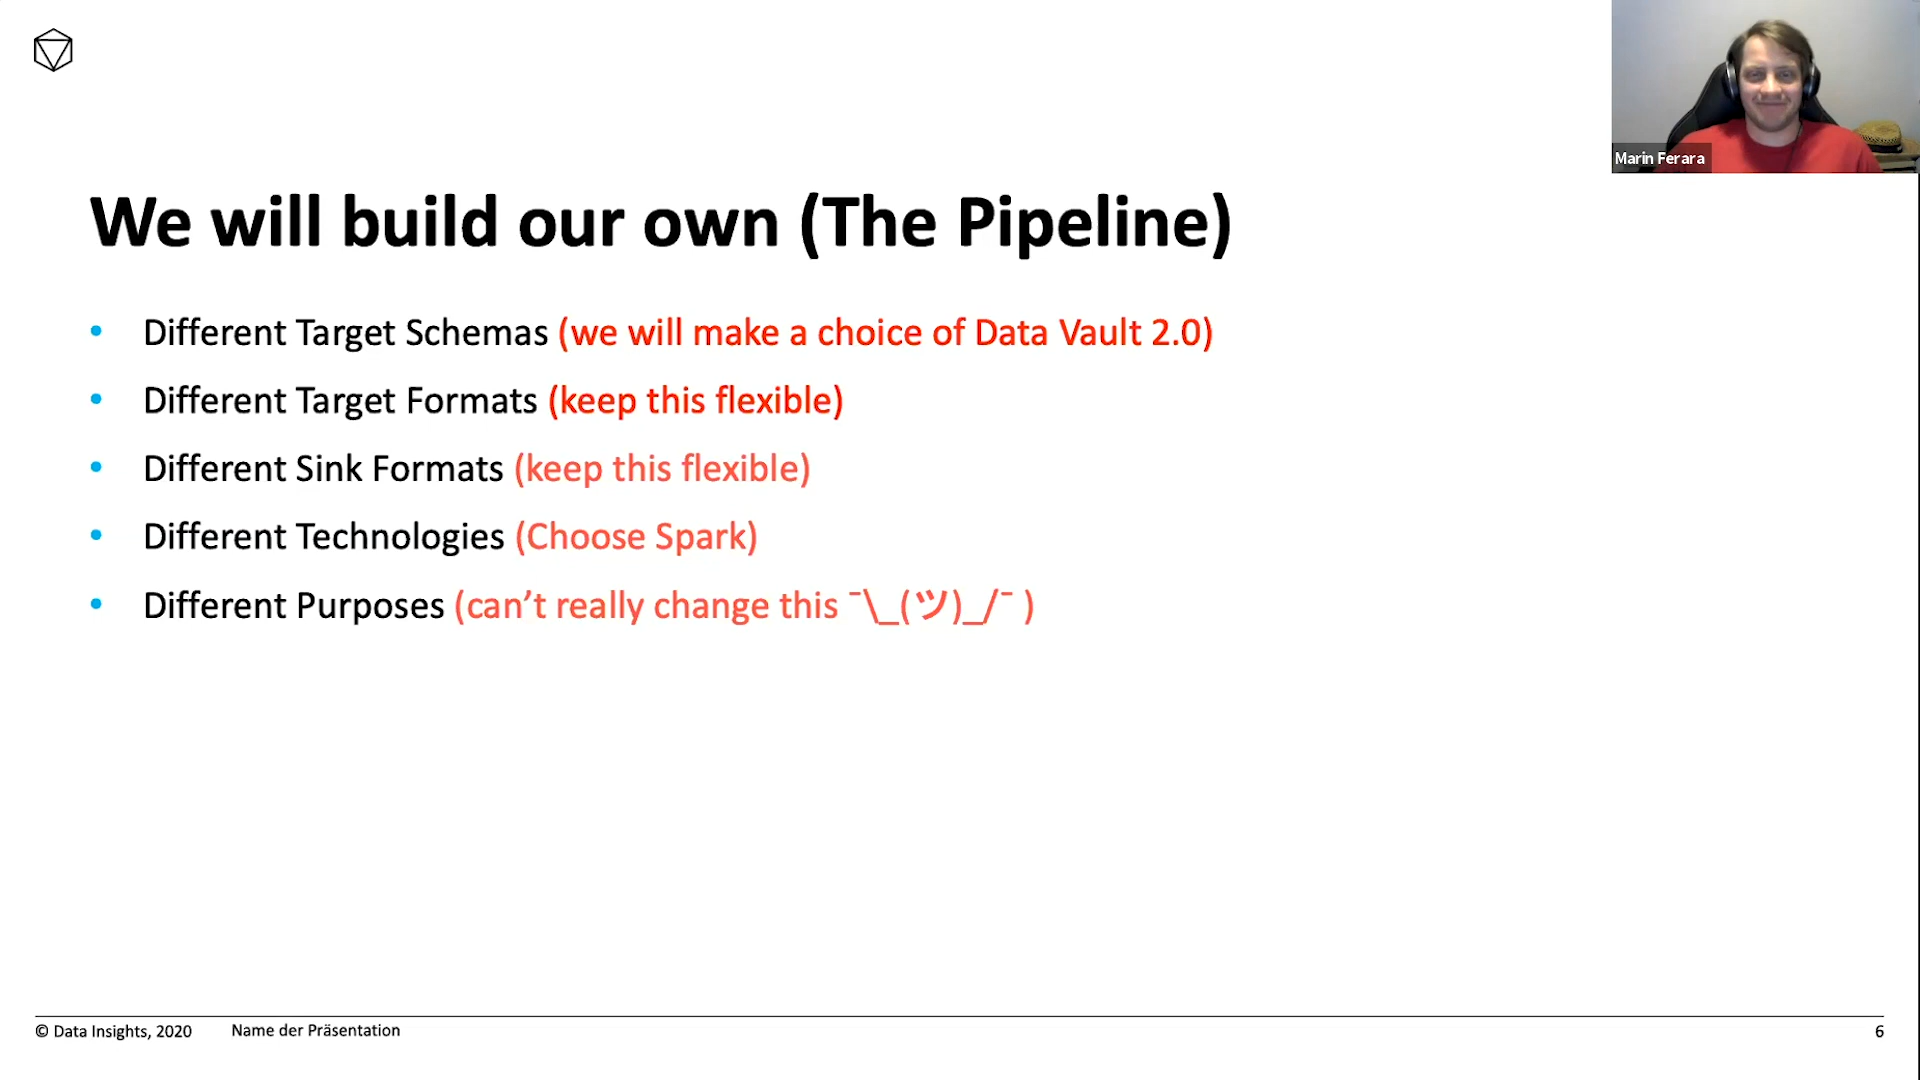 Marin Ferara
We will build our own (The Pipeline)
• Different Target Schemas (we will make a choice of Data Vault 2.0)
• Different Target Formats (keep this flexible)
• Different Sink Formats (keep this flexible)
• Different Technologies (Choose Spark)
• Different Purposes (can’t really change this ¯\_(ツ)_/¯ )
© Data Insights, 2020 Name der Präsentation 6